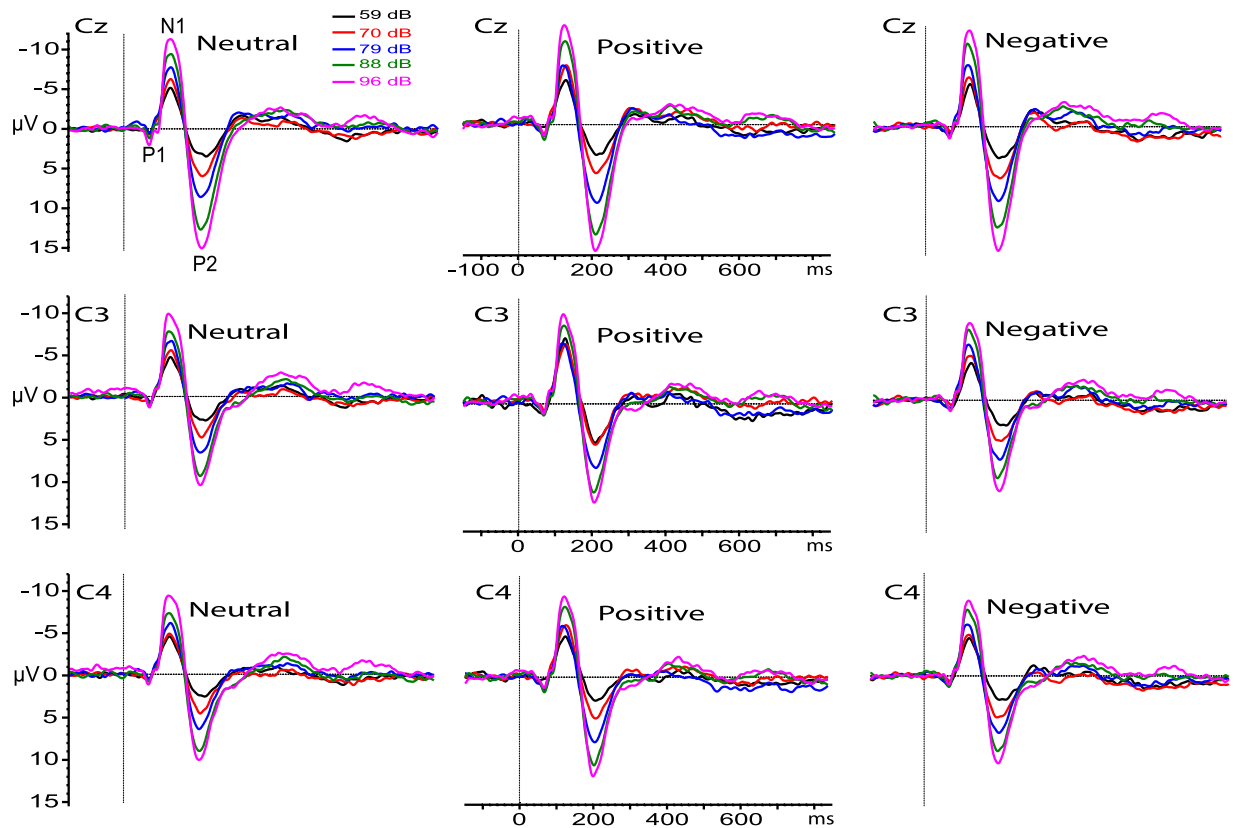 Cz
N1
Neutral
59 dB
70 dB
79 dB
88 dB
96 dB
-10
-5
µV 0
5
10
15
P1
P2
Cz
Positive
-100 0 200 400 600 ms
Cz
Negative
C3
Neutral
-10
-5
µV 0
5
10
15
C3
Positive
0 200 400 600 ms
C3
Negative
C4
Neutral
-10
-5
µV 0
5
10
15
C4
Positive
0 200 400 600 ms
C4
Negative